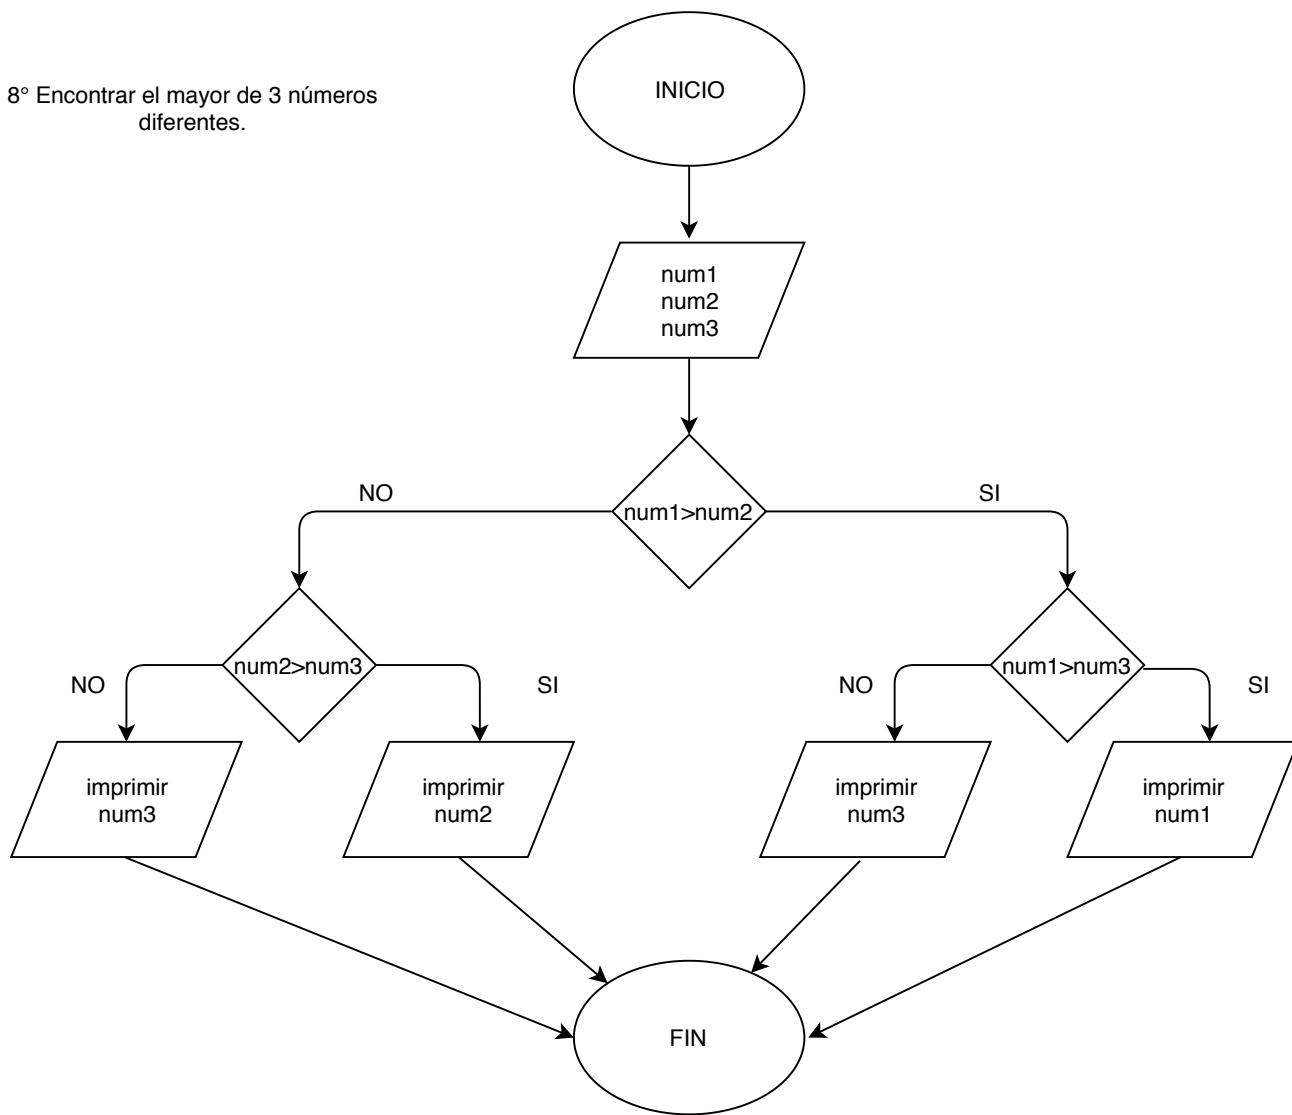 8° Encontrar el mayor de 3 números
diferentes.
INICIO
num1
num2
num3
num1>num2
NO
SI
num2>num3
NO
SI
num1>num3
NO
SI
imprimir
num3
imprimir
num2
imprimir
num3
imprimir
num1
FIN